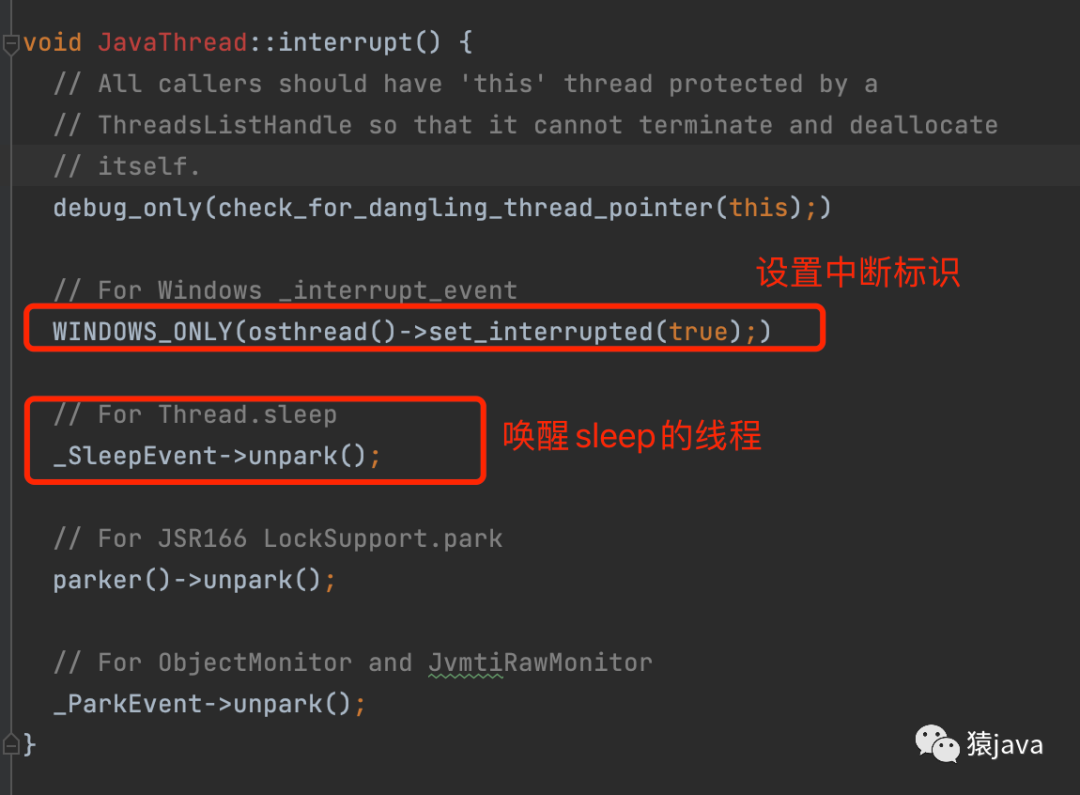 void JavaThread::interrupt() {
// All callers should have 'this' thread protected by a
// ThreadsListHandle so that it cannot terminate and deallocate
// itself.
debug_only(check_for_dangling_thread_pointer(this);)
设置中断标识
// For Windows _interrupt_event
WINDOWS_ONLY(osthread()->set_interrupted(true);)
// For Thread.sleep
唤醒sleep的线程
_SleepEvent->unpark();
// For JSR166 LockSupport.park
parker()->unpark();
// For ObjectMonitor and JvmtiRawMonitor
_ParkEvent->unpark();
}
猿java